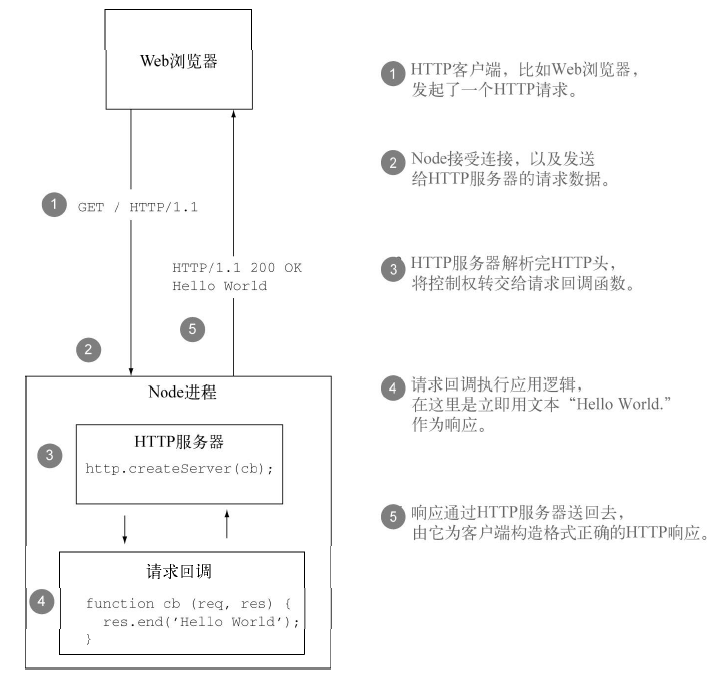 Web浏览器
1
GET / HTTP/1.1
HTTP/1.1 200 OK
Hello World
5
2
Node进程
3
HTTP服务器
http.createServer(cb);
4
请求回调
function cb (req, res) {
res.end('Hello World');
}
1 HTTP客户端，比如Web浏览器，
发起了一个HTTP请求。
2 Node接受连接，以及发送
给HTTP服务器的请求数据。
3 HTTP服务器解析完HTTP头，
将控制权转交给请求回调函数。
4 请求回调执行应用逻辑，
在这里是立即用文本“Hello World.”
作为响应。
5 响应通过HTTP服务器送回去，
由它为客户端构造格式正确的HTTP响应。